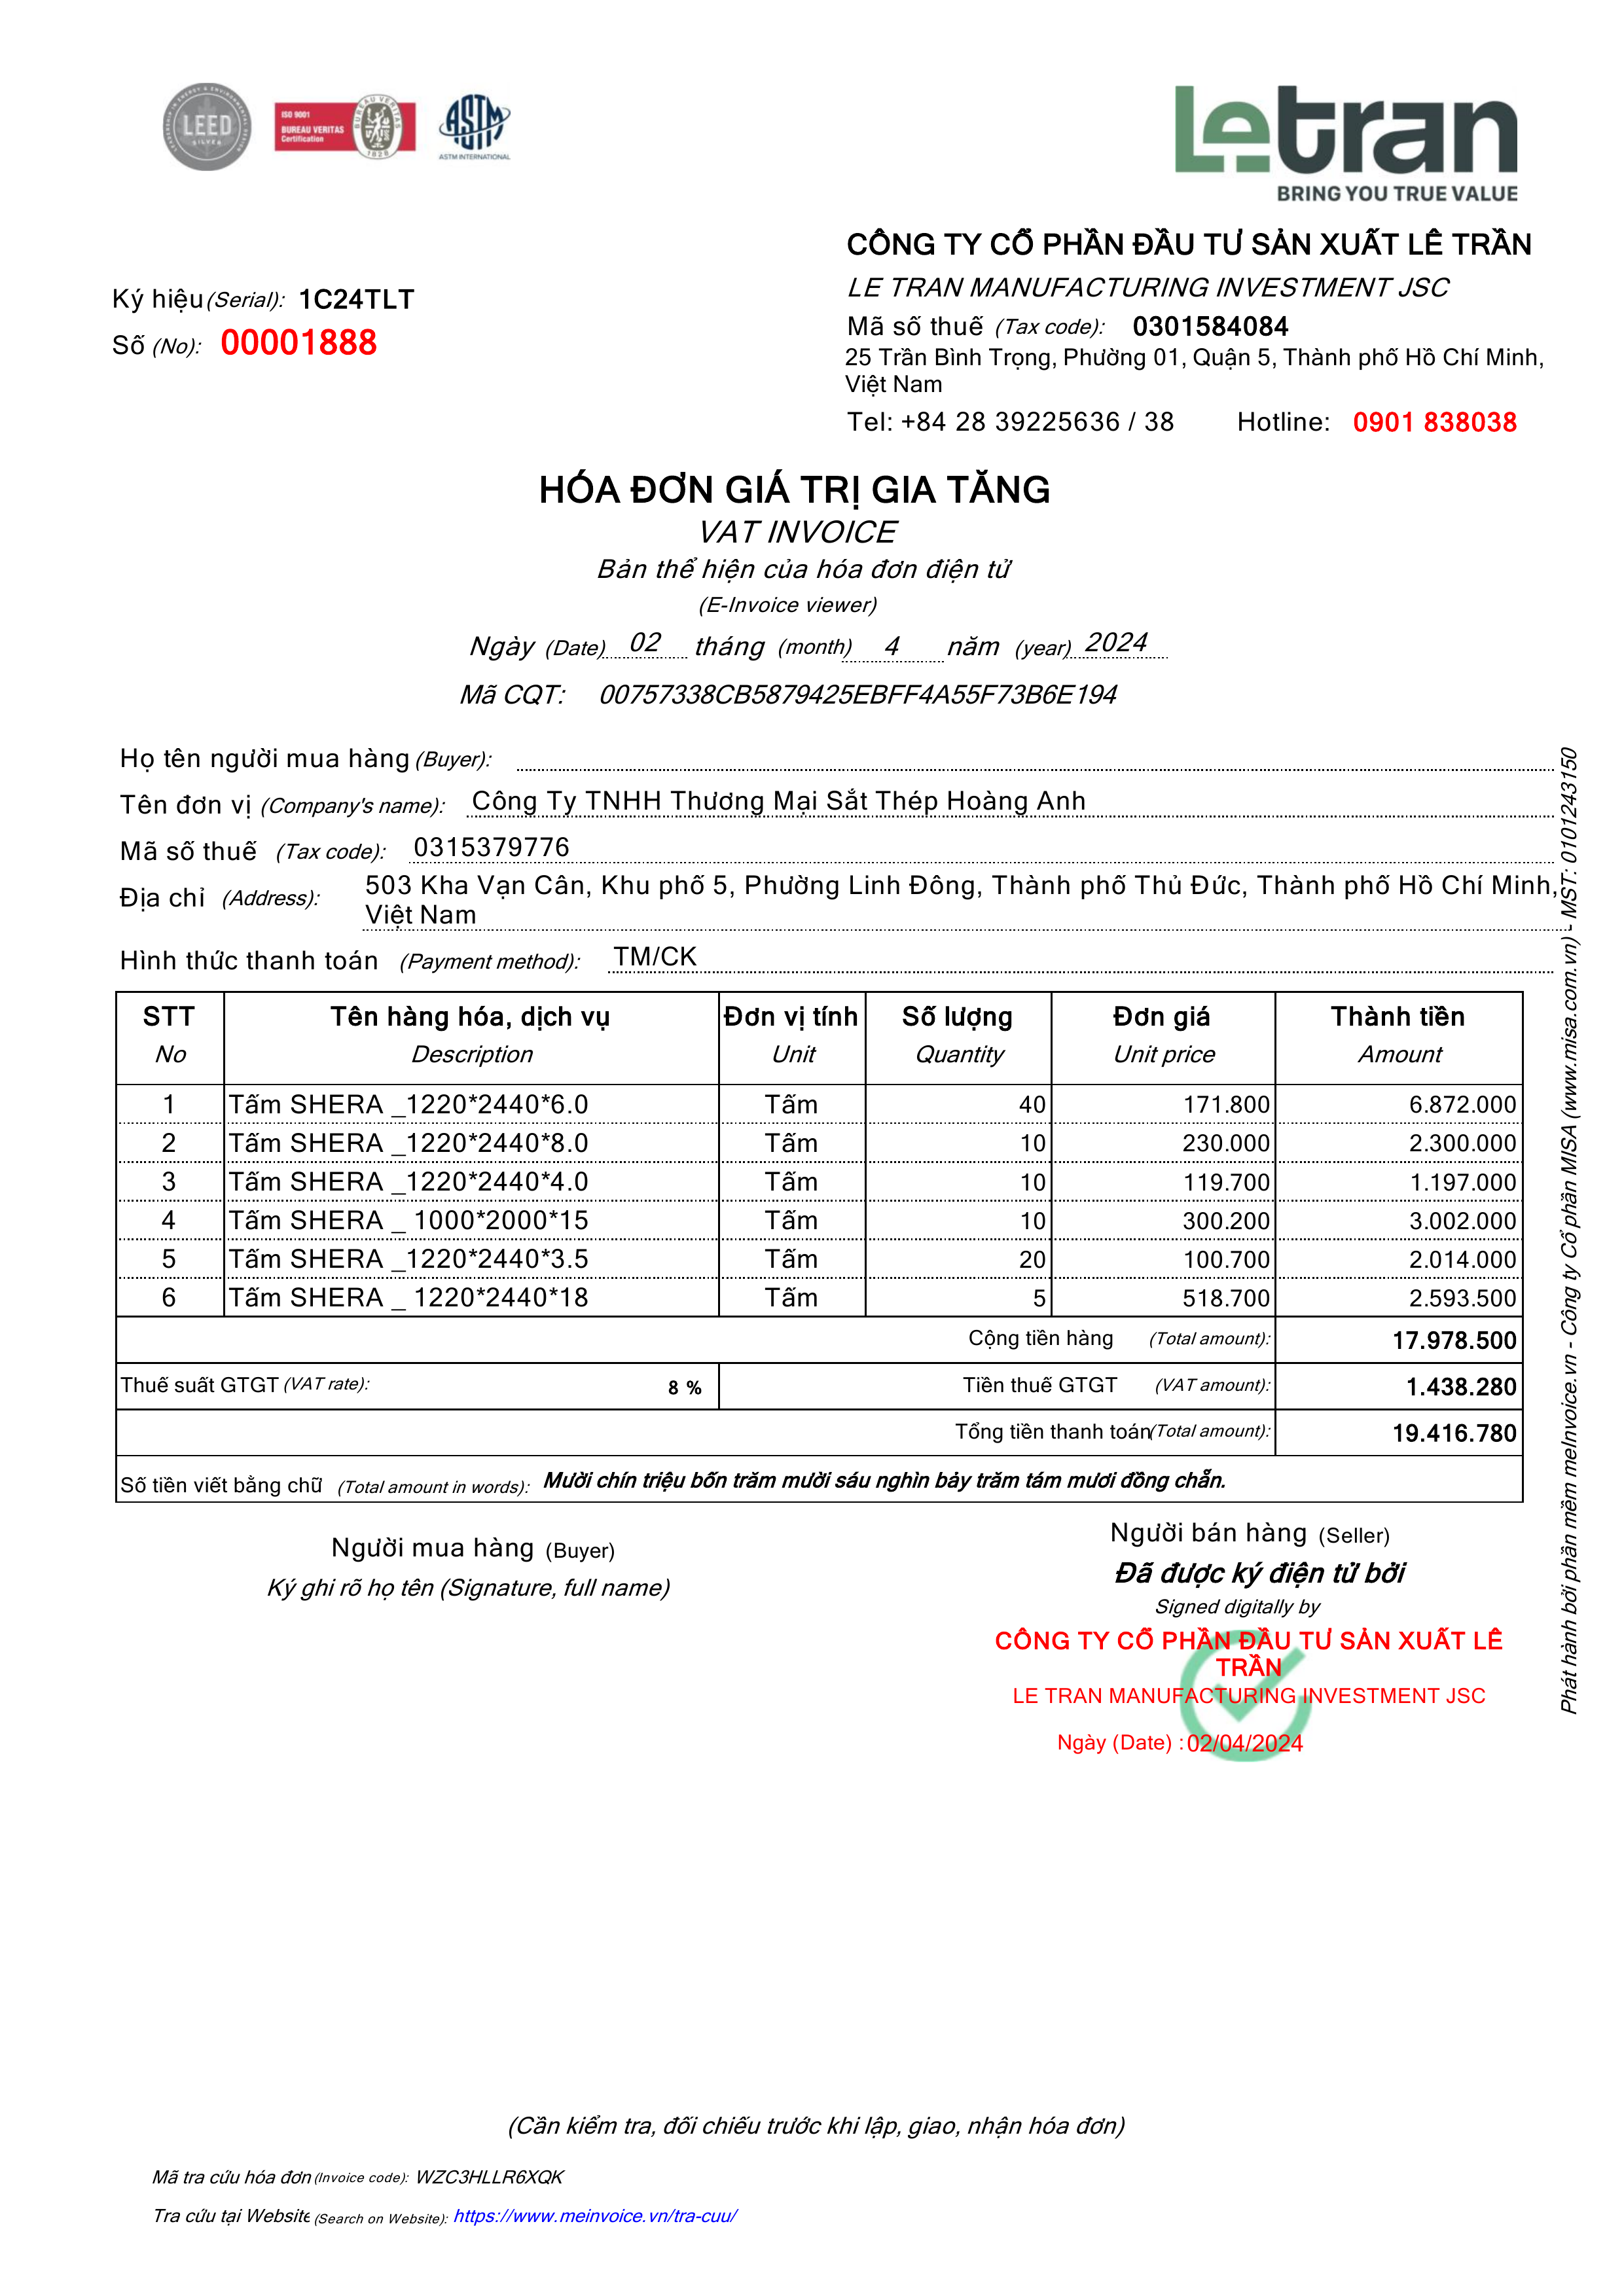 LEED
SILVER
ISO 9001
BUREAU VERITAS
Certification
BUREAU VERITAS
1828
ASTM
ASTM INTERNATIONAL
Letran
BRING YOU TRUE VALUE
CÔNG TY CỔ PHẦN ĐẦU TƯ SẢN XUẤT LÊ TRẦN
LE TRAN MANUFACTURING INVESTMENT JSC
Ký hiệu (Serial): 1C24TLT
Số (No): 00001888
Mã số thuế (Tax code): 0301584084
25 Trần Bình Trọng, Phường 01, Quận 5, Thành phố Hồ Chí Minh,
Việt Nam
Tel: +84 28 39225636 / 38 Hotline: 0901 838038
HÓA ĐƠN GIÁ TRỊ GIA TĂNG
VAT INVOICE
Bản thể hiện của hóa đơn điện tử
(E-Invoice viewer)
Ngày (Date) 02 tháng (month) 4 năm (year) 2024
Mã CQT: 00757338CB5879425EBFF4A55F73B6E194
Họ tên người mua hàng (Buyer):
Tên đơn vị (Company's name): Công Ty TNHH Thương Mại Sắt Thép Hoàng Anh
Mã số thuế (Tax code): 0315379776
Địa chỉ (Address): 503 Kha Vạn Cân, Khu phố 5, Phường Linh Đông, Thành phố Thủ Đức, Thành phố Hồ Chí Minh,
Việt Nam
Hình thức thanh toán (Payment method): TM/CK
STT Tên hàng hóa, dịch vụ Đơn vị tính Số lượng Đơn giá Thành tiền
No Description Unit Quantity Unit price Amount
1 Tấm SHERA _1220*2440*6.0 Tấm 40 171.800 6.872.000
2 Tấm SHERA _1220*2440*8.0 Tấm 10 230.000 2.300.000
3 Tấm SHERA _1220*2440*4.0 Tấm 10 119.700 1.197.000
4 Tấm SHERA _ 1000*2000*15 Tấm 10 300.200 3.002.000
5 Tấm SHERA _1220*2440*3.5 Tấm 20 100.700 2.014.000
6 Tấm SHERA _ 1220*2440*18 Tấm 5 518.700 2.593.500
Cộng tiền hàng (Total amount): 17.978.500
Thuế suất GTGT (VAT rate): 8 % Tiền thuế GTGT (VAT amount): 1.438.280
Tổng tiền thanh toán (Total amount): 19.416.780
Số tiền viết bằng chữ (Total amount in words): Mười chín triệu bốn trăm mười sáu nghìn bảy trăm tám mươi đồng chẵn.
Người mua hàng (Buyer)
Ký ghi rõ họ tên (Signature, full name)
Người bán hàng (Seller)
Đã được ký điện tử bởi
Signed digitally by
CÔNG TY CỔ PHẦN ĐẦU TƯ SẢN XUẤT LÊ
TRẦN
LE TRAN MANUFACTURING INVESTMENT JSC
Ngày (Date) : 02/04/2024
Phát hành bởi phần mềm meInvoice.vn - Công ty Cổ phần MISA (www.misa.com.vn) - MST: 0101243150
(Cần kiểm tra, đối chiếu trước khi lập, giao, nhận hóa đơn)
Mã tra cứu hóa đơn (Invoice code): WZC3HLLR6XQK
Tra cứu tại Website (Search on Website): https://www.meinvoice.vn/tra-cuu/